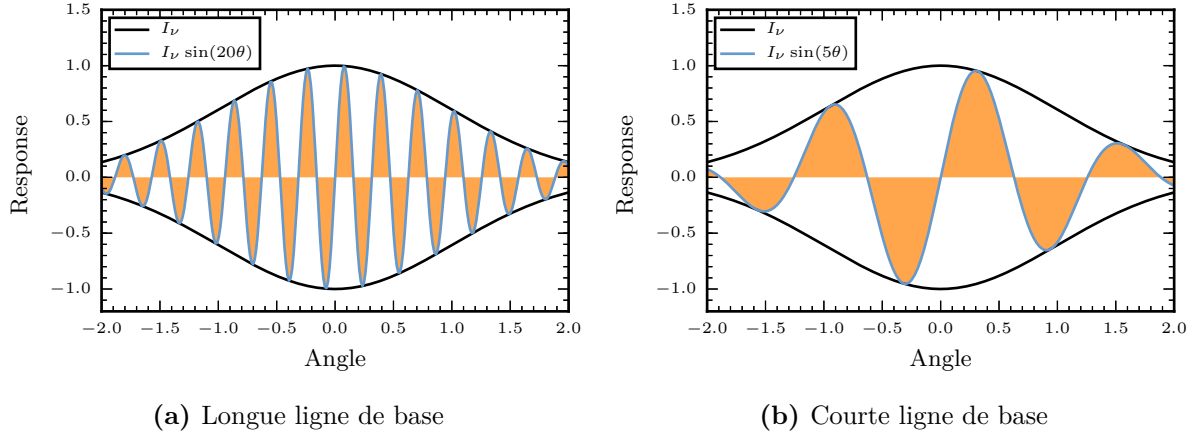 1.5
1.0
0.5
0.0
−0.5
−1.0
Response
I_ν
I_ν sin(20θ)
−2.0 −1.5 −1.0 −0.5 0.0 0.5 1.0 1.5 2.0
Angle
(a) Longue ligne de base
1.5
1.0
0.5
0.0
−0.5
−1.0
Response
I_ν
I_ν sin(5θ)
−2.0 −1.5 −1.0 −0.5 0.0 0.5 1.0 1.5 2.0
Angle
(b) Courte ligne de base